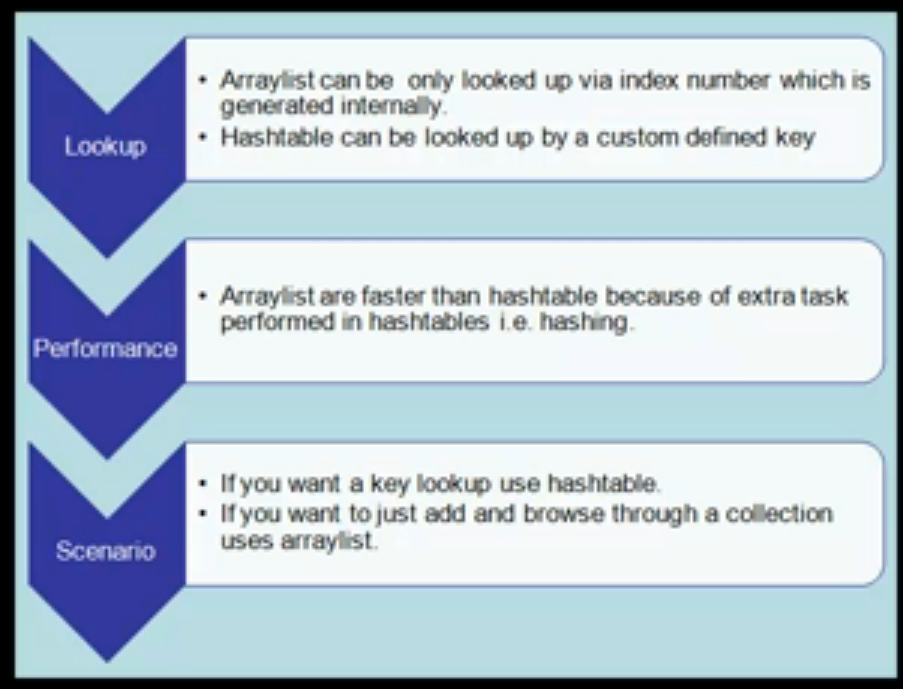 Lookup
• Arraylist can be only looked up via index number which is
generated internally.
• Hashtable can be looked up by a custom defined key
Performance
• Arraylist are faster than hashtable because of extra task
performed in hashtables i.e. hashing.
Scenario
• If you want a key lookup use hashtable.
• If you want to just add and browse through a collection
uses arraylist.